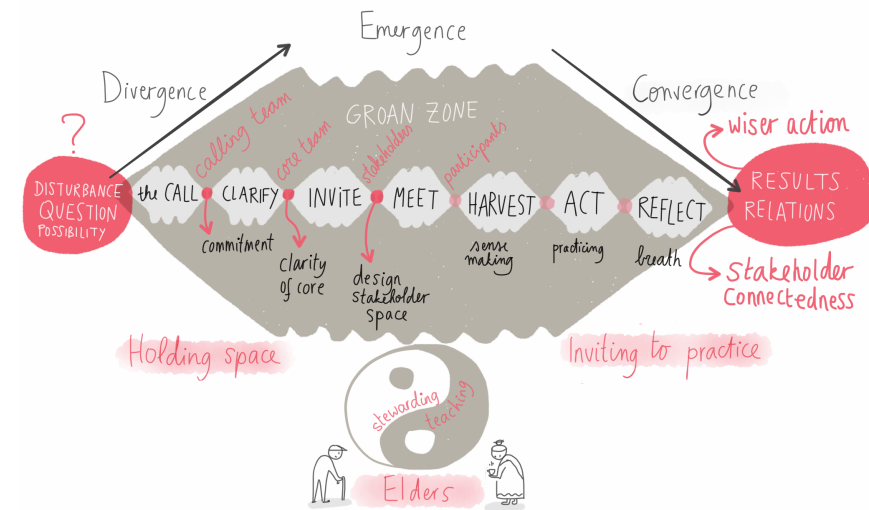 Emergence
Divergence
Convergence
?
GROAN ZONE
calling team
core team
stakeholders
participants
wiser action
DISTURBANCE
QUESTION
POSSIBILITY
the CALL
CLARIFY
INVITE
MEET
HARVEST
ACT
REFLECT
RESULTS
RELATIONS
commitment
clarity
of core
design
stakeholder
space
sense
making
practicing
breath
stakeholder
connectedness
Holding space
Inviting to practice
stewarding
teaching
Elders